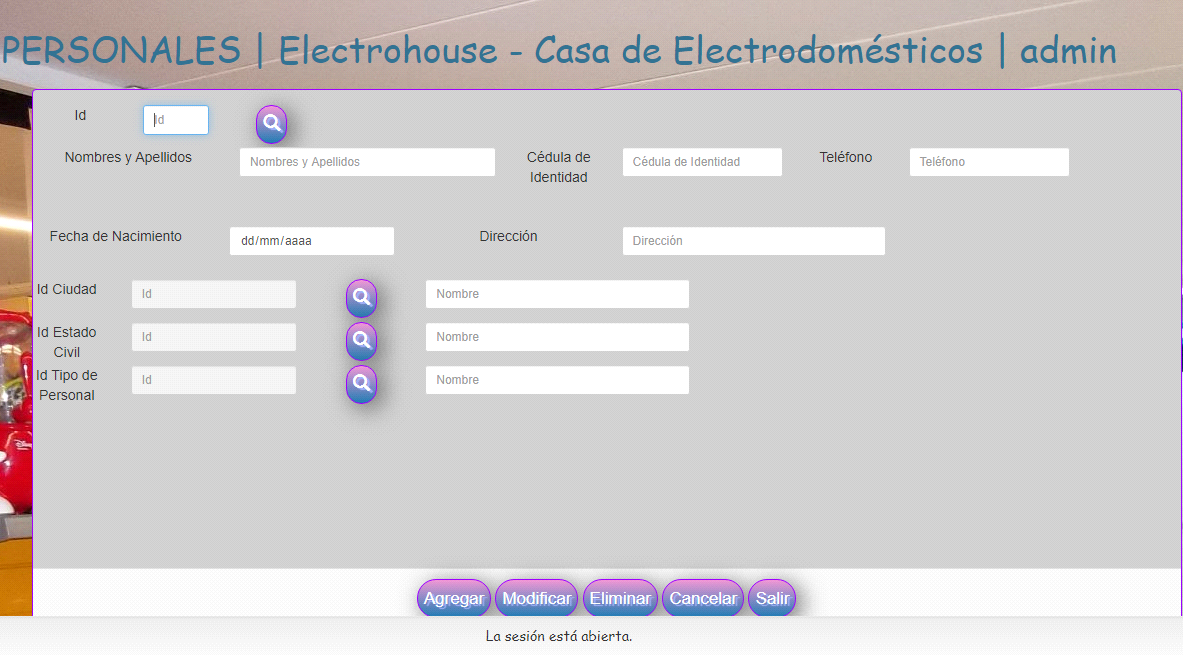 PERSONALES | Electrohouse - Casa de Electrodomésticos | admin
Id
Id
Nombres y Apellidos
Nombres y Apellidos
Cédula de
Identidad
Cédula de Identidad
Teléfono
Teléfono
Fecha de Nacimiento
dd/mm/aaaa
Dirección
Dirección
Id Ciudad
Id
Nombre
Id Estado
Civil
Id
Nombre
Id Tipo de
Personal
Id
Nombre
Disney
Agregar Modificar Eliminar Cancelar Salir
La sesión está abierta.